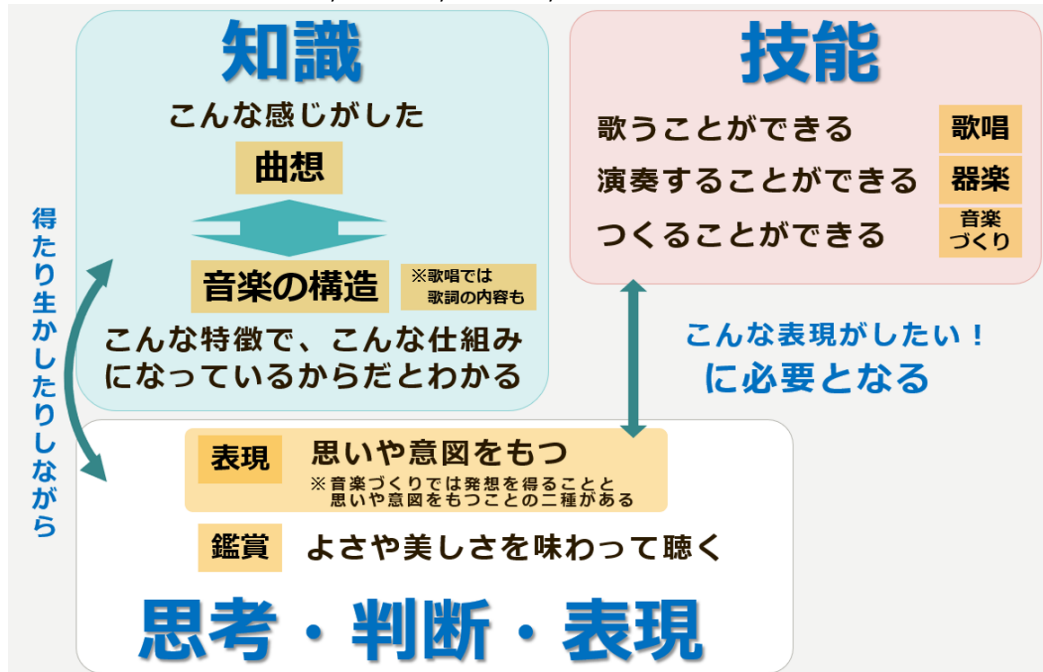 知識
こんな感じがした
曲想
音楽の構造
※歌唱では
歌詞の内容も
こんな特徴で、こんな仕組み
になっているからだとわかる
技能
歌うことができる
歌唱
演奏することができる
器楽
つくることができる
音楽
づくり
得たり生かしたりしながら
こんな表現がしたい！
に必要となる
表現
思いや意図をもつ
※音楽づくりでは発想を得ることと
思いや意図をもつことの二種がある
鑑賞
よさや美しさを味わって聴く
思考・判断・表現